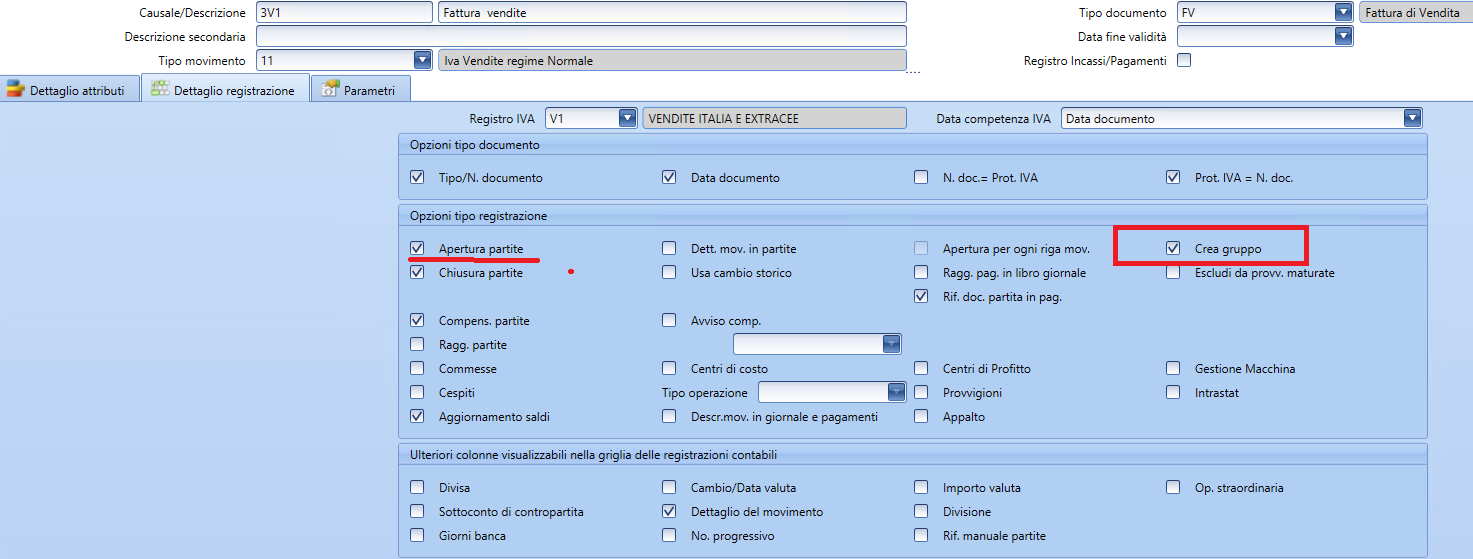 Causale/Descrizione 3V1 Fattura vendite Tipo documento FV Fattura di Vendita
Descrizione secondaria Data fine validità
Tipo movimento 11 Iva Vendite regime Normale Registro Incassi/Pagamenti
Dettaglio attributi Dettaglio registrazione Parametri
Registro IVA V1 VENDITE ITALIA E EXTRACEE Data competenza IVA Data documento
Opzioni tipo documento
Tipo/N. documento Data documento N. doc.= Prot. IVA Prot. IVA = N. doc.
Opzioni tipo registrazione
Apertura partite Dett. mov. in partite Apertura per ogni riga mov. Crea gruppo
Chiusura partite Usa cambio storico Ragg. pag. in libro giornale Escludi da provv. maturate
Rif. doc. partita in pag.
Compens. partite Avviso comp.
Ragg. partite
Commesse Centri di costo Centri di Profitto Gestione Macchina
Cespiti Tipo operazione Provvigioni Intrastat
Aggiornamento saldi Descr.mov. in giornale e pagamenti Appalto
Ulteriori colonne visualizzabili nella griglia delle registrazioni contabili
Divisa Cambio/Data valuta Importo valuta Op. straordinaria
Sottoconto di contropartita Dettaglio del movimento Divisione
Giorni banca No. progressivo Rif. manuale partite